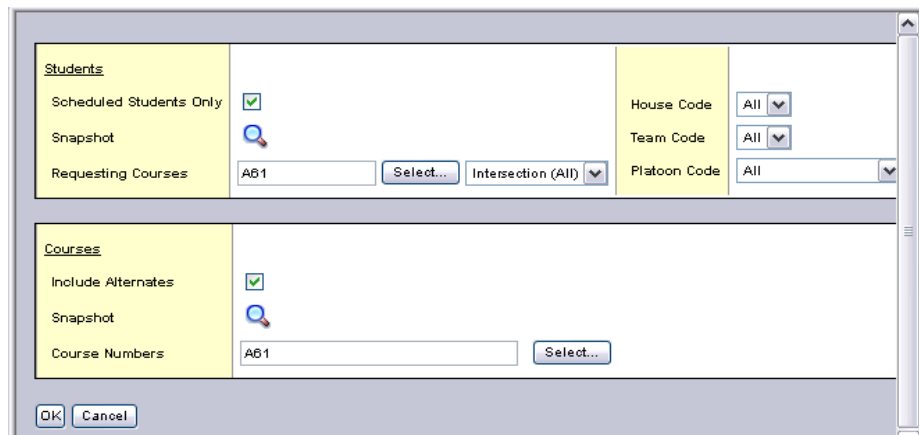 Students
Scheduled Students Only House Code All
Snapshot Team Code All
Requesting Courses A61 Select... Intersection (All) Platoon Code All
Courses
Include Alternates
Snapshot
Course Numbers A61 Select...
OK Cancel